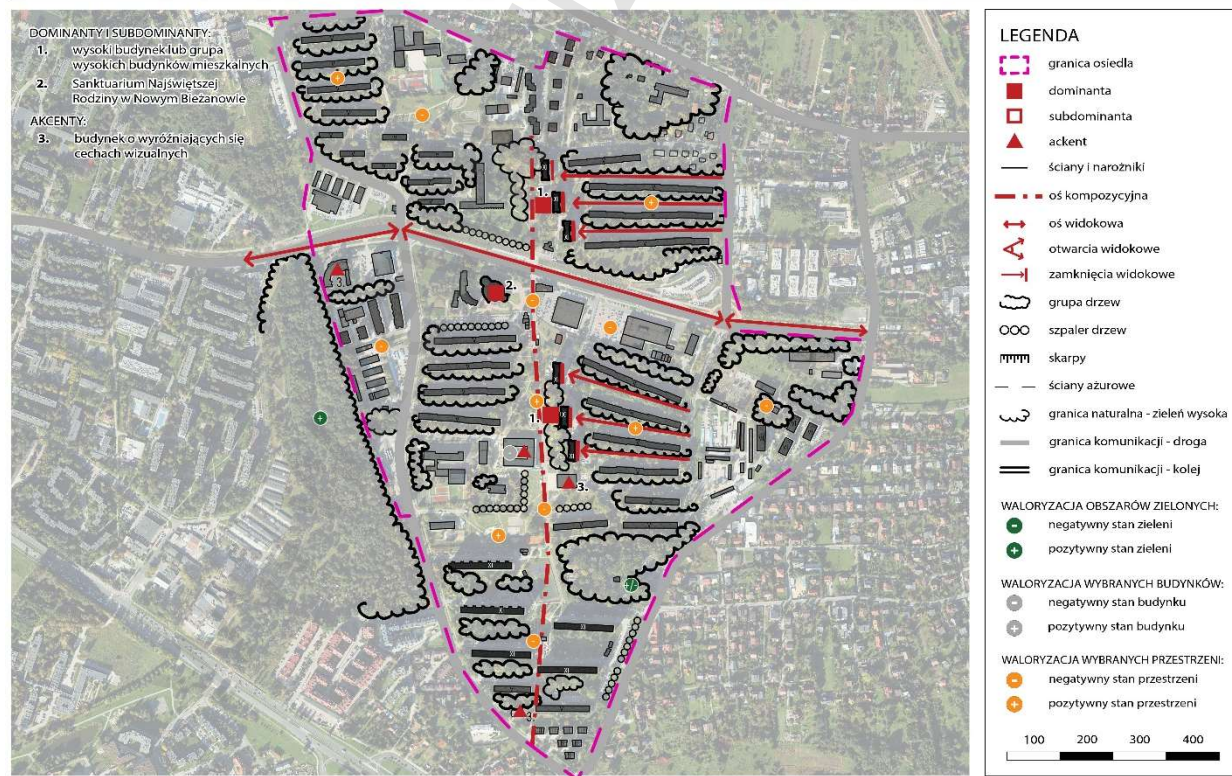 DOMINANTY I SUBDOMINANTY:
1. wysoki budynek lub grupa
wysokich budynków mieszkalnych
2. Sanktuarium Najświętszej
Rodziny w Nowym Bieżanowie
AKCENTY:
3. budynek o wyróżniających się
cechach wizualnych
1.
2.
3.
1.
3.
3.
LEGENDA
granica osiedla
dominanta
subdominanta
ackent
ściany i narożniki
oś kompozycyjna
oś widokowa
otwarcia widokowe
zamknięcia widokowe
grupa drzew
szpaler drzew
skarpy
ściany ażurowe
granica naturalna - zieleń wysoka
granica komunikacji - droga
granica komunikacji - kolej
WALORYZACJA OBSZARÓW ZIELONYCH:
negatywny stan zieleni
pozytywny stan zieleni
WALORYZACJA WYBRANYCH BUDYNKÓW:
negatywny stan budynku
pozytywny stan budynku
WALORYZACJA WYBRANYCH PRZESTRZENI:
negatywny stan przestrzeni
pozytywny stan przestrzeni
100 200 300 400